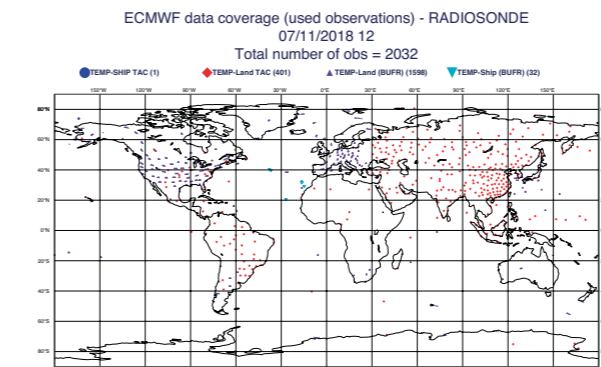 ECMWF data coverage (used observations) - RADIOSONDE
07/11/2018 12
Total number of obs = 2032
TEMP-SHIP TAC (1) TEMP-Land TAC (401) TEMP-Land (BUFR) (1598) TEMP-Ship (BUFR) (32)
150°W 120°W 90°W 60°W 30°W 0°E 30°E 60°E 90°E 120°E 150°E
80°N
60°N
40°N
20°N
0°N
20°S
40°S
60°S
80°S